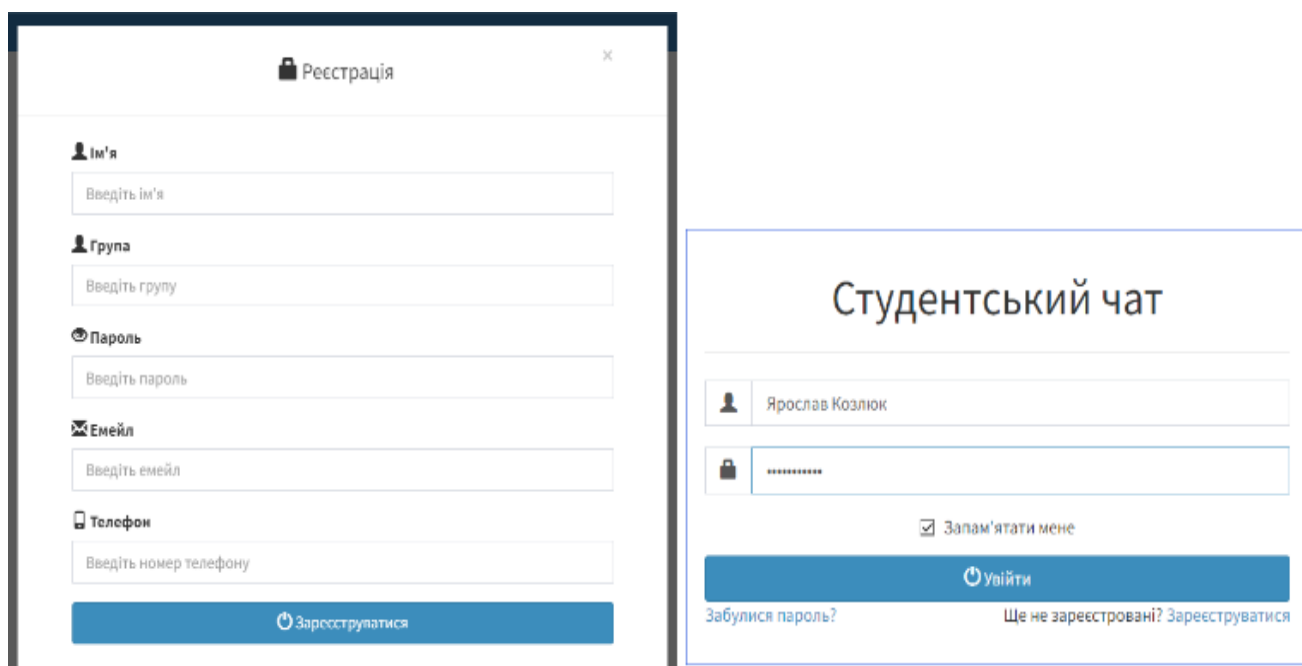 Реєстрація
×
Ім'я
Введіть ім'я
Група
Введіть групу
Пароль
Введіть пароль
Емейл
Введіть емейл
Телефон
Введіть номер телефону
Зареєструватися
Студентський чат
Ярослав Козлюк
•••••••••••
Запам'ятати мене
Увійти
Забулися пароль? Ще не зареєстровані? Зареєструватися